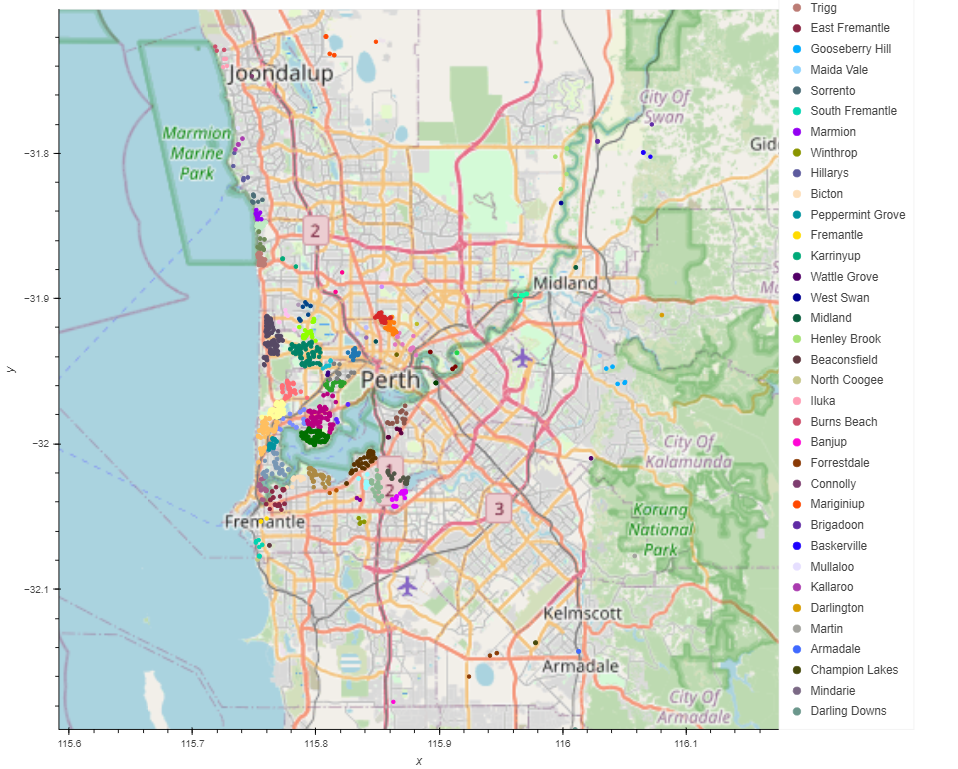 Joondalup
City Of
Swan
Marmion
Marine
Park
Gid
−31.8
2
Midland
−31.9
Perth
y
−32
City Of
Kalamunda
2
3
Korung
National
Park
Fremantle
−32.1
Kelmscott
Armadale
City Of
Armadale
115.6
115.7
115.8
115.9
116
116.1
x
Trigg
East Fremantle
Gooseberry Hill
Maida Vale
Sorrento
South Fremantle
Marmion
Winthrop
Hillarys
Bicton
Peppermint Grove
Fremantle
Karrinyup
Wattle Grove
West Swan
Midland
Henley Brook
Beaconsfield
North Coogee
Iluka
Burns Beach
Banjup
Forrestdale
Connolly
Mariginiup
Brigadoon
Baskerville
Mullaloo
Kallaroo
Darlington
Martin
Armadale
Champion Lakes
Mindarie
Darling Downs